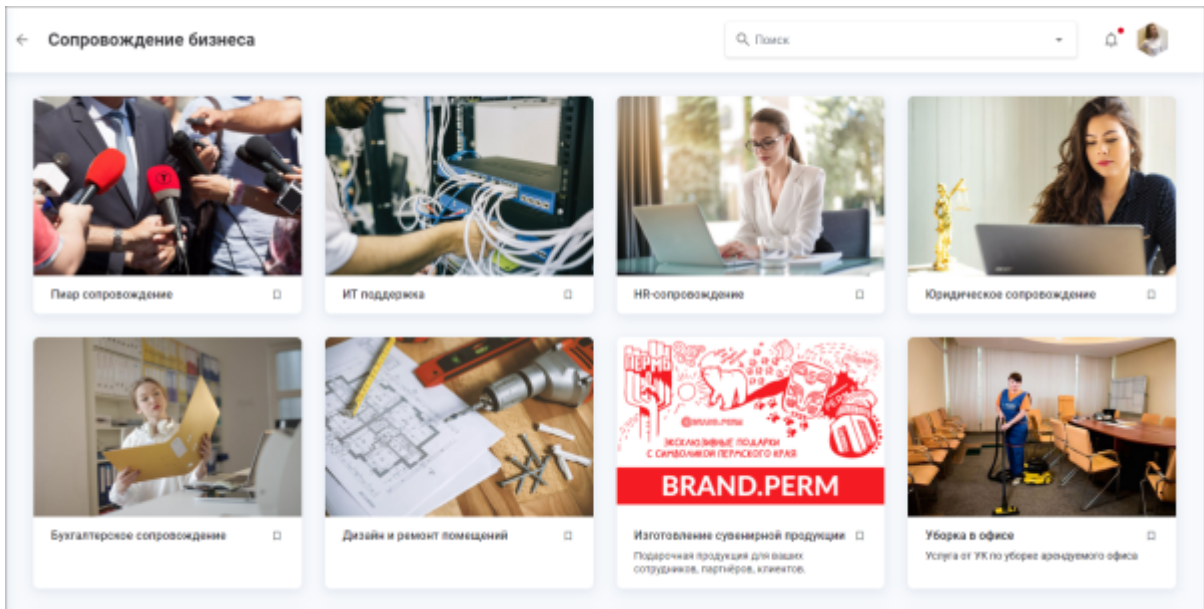 Сопровождение бизнеса
Поиск
Пиар сопровождение
ИТ поддержка
HR-сопровождение
Юридическое сопровождение
Бухгалтерское сопровождение
Дизайн и ремонт помещений
ПЕРМЬ
@BRAND.PERM
ЭКСКЛЮЗИВНЫЕ ПОДАРКИ
С СИМВОЛИКОЙ ПЕРМСКОГО КРАЯ
BRAND.PERM
Изготовление сувенирной продукции
Подарочная продукция для ваших
сотрудников, партнёров, клиентов.
Уборка в офисе
Услуга от УК по уборке арендуемого офиса